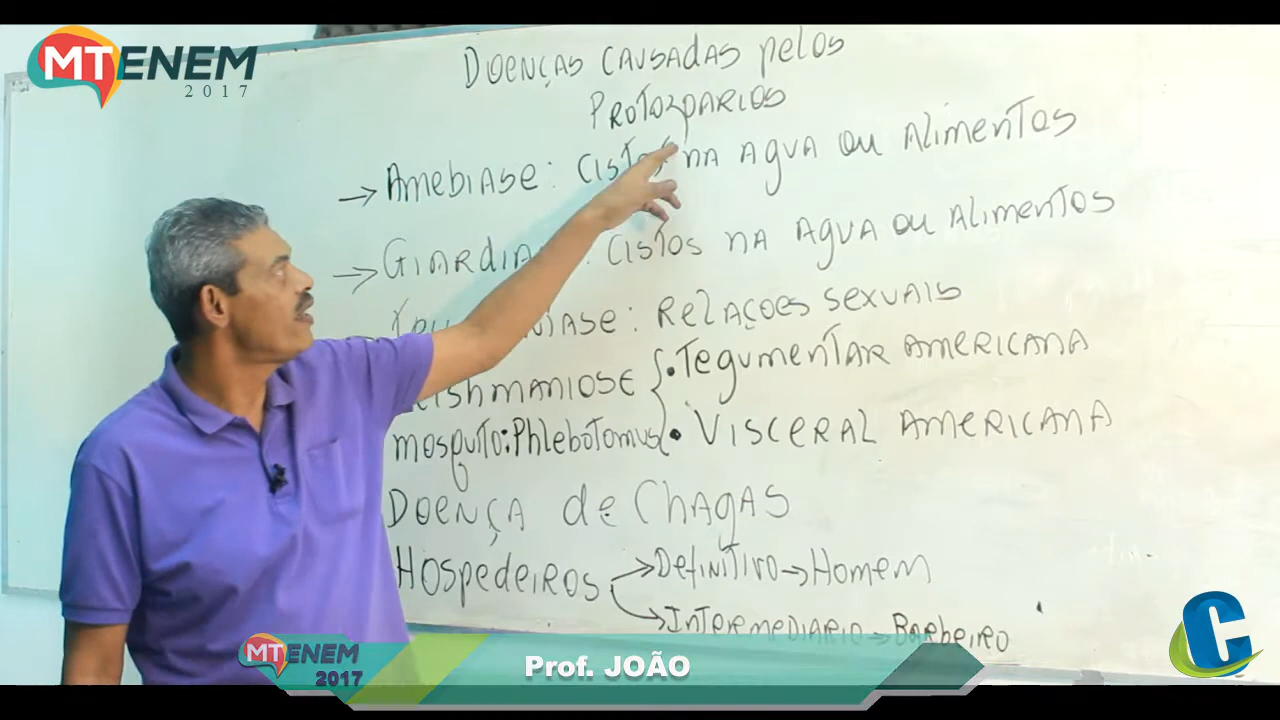 MTENEM
2017
DOENÇAS CAUSADAS pelos
PROTOZOARIOS
→ AMEBIASE: CISTOS NA AGUA OU ALIMENTOS
→ GIARDIA : CISTOS NA AGUA OU ALIMENTOS
IASE: RELAÇOES SEXUAIS
ISHMANIOSE { • TEGUMENTAR AMERICANA
MOSQUITO: Phlebotomus • VISCERAL AMERICANA
DOENÇA de CHAGAS
HOSPEDEIROS → DEFINITIVO → HOMEM
→ INTERMEDIARIO → BARBEIRO
MTENEM
2017
Prof. JOÃO
C